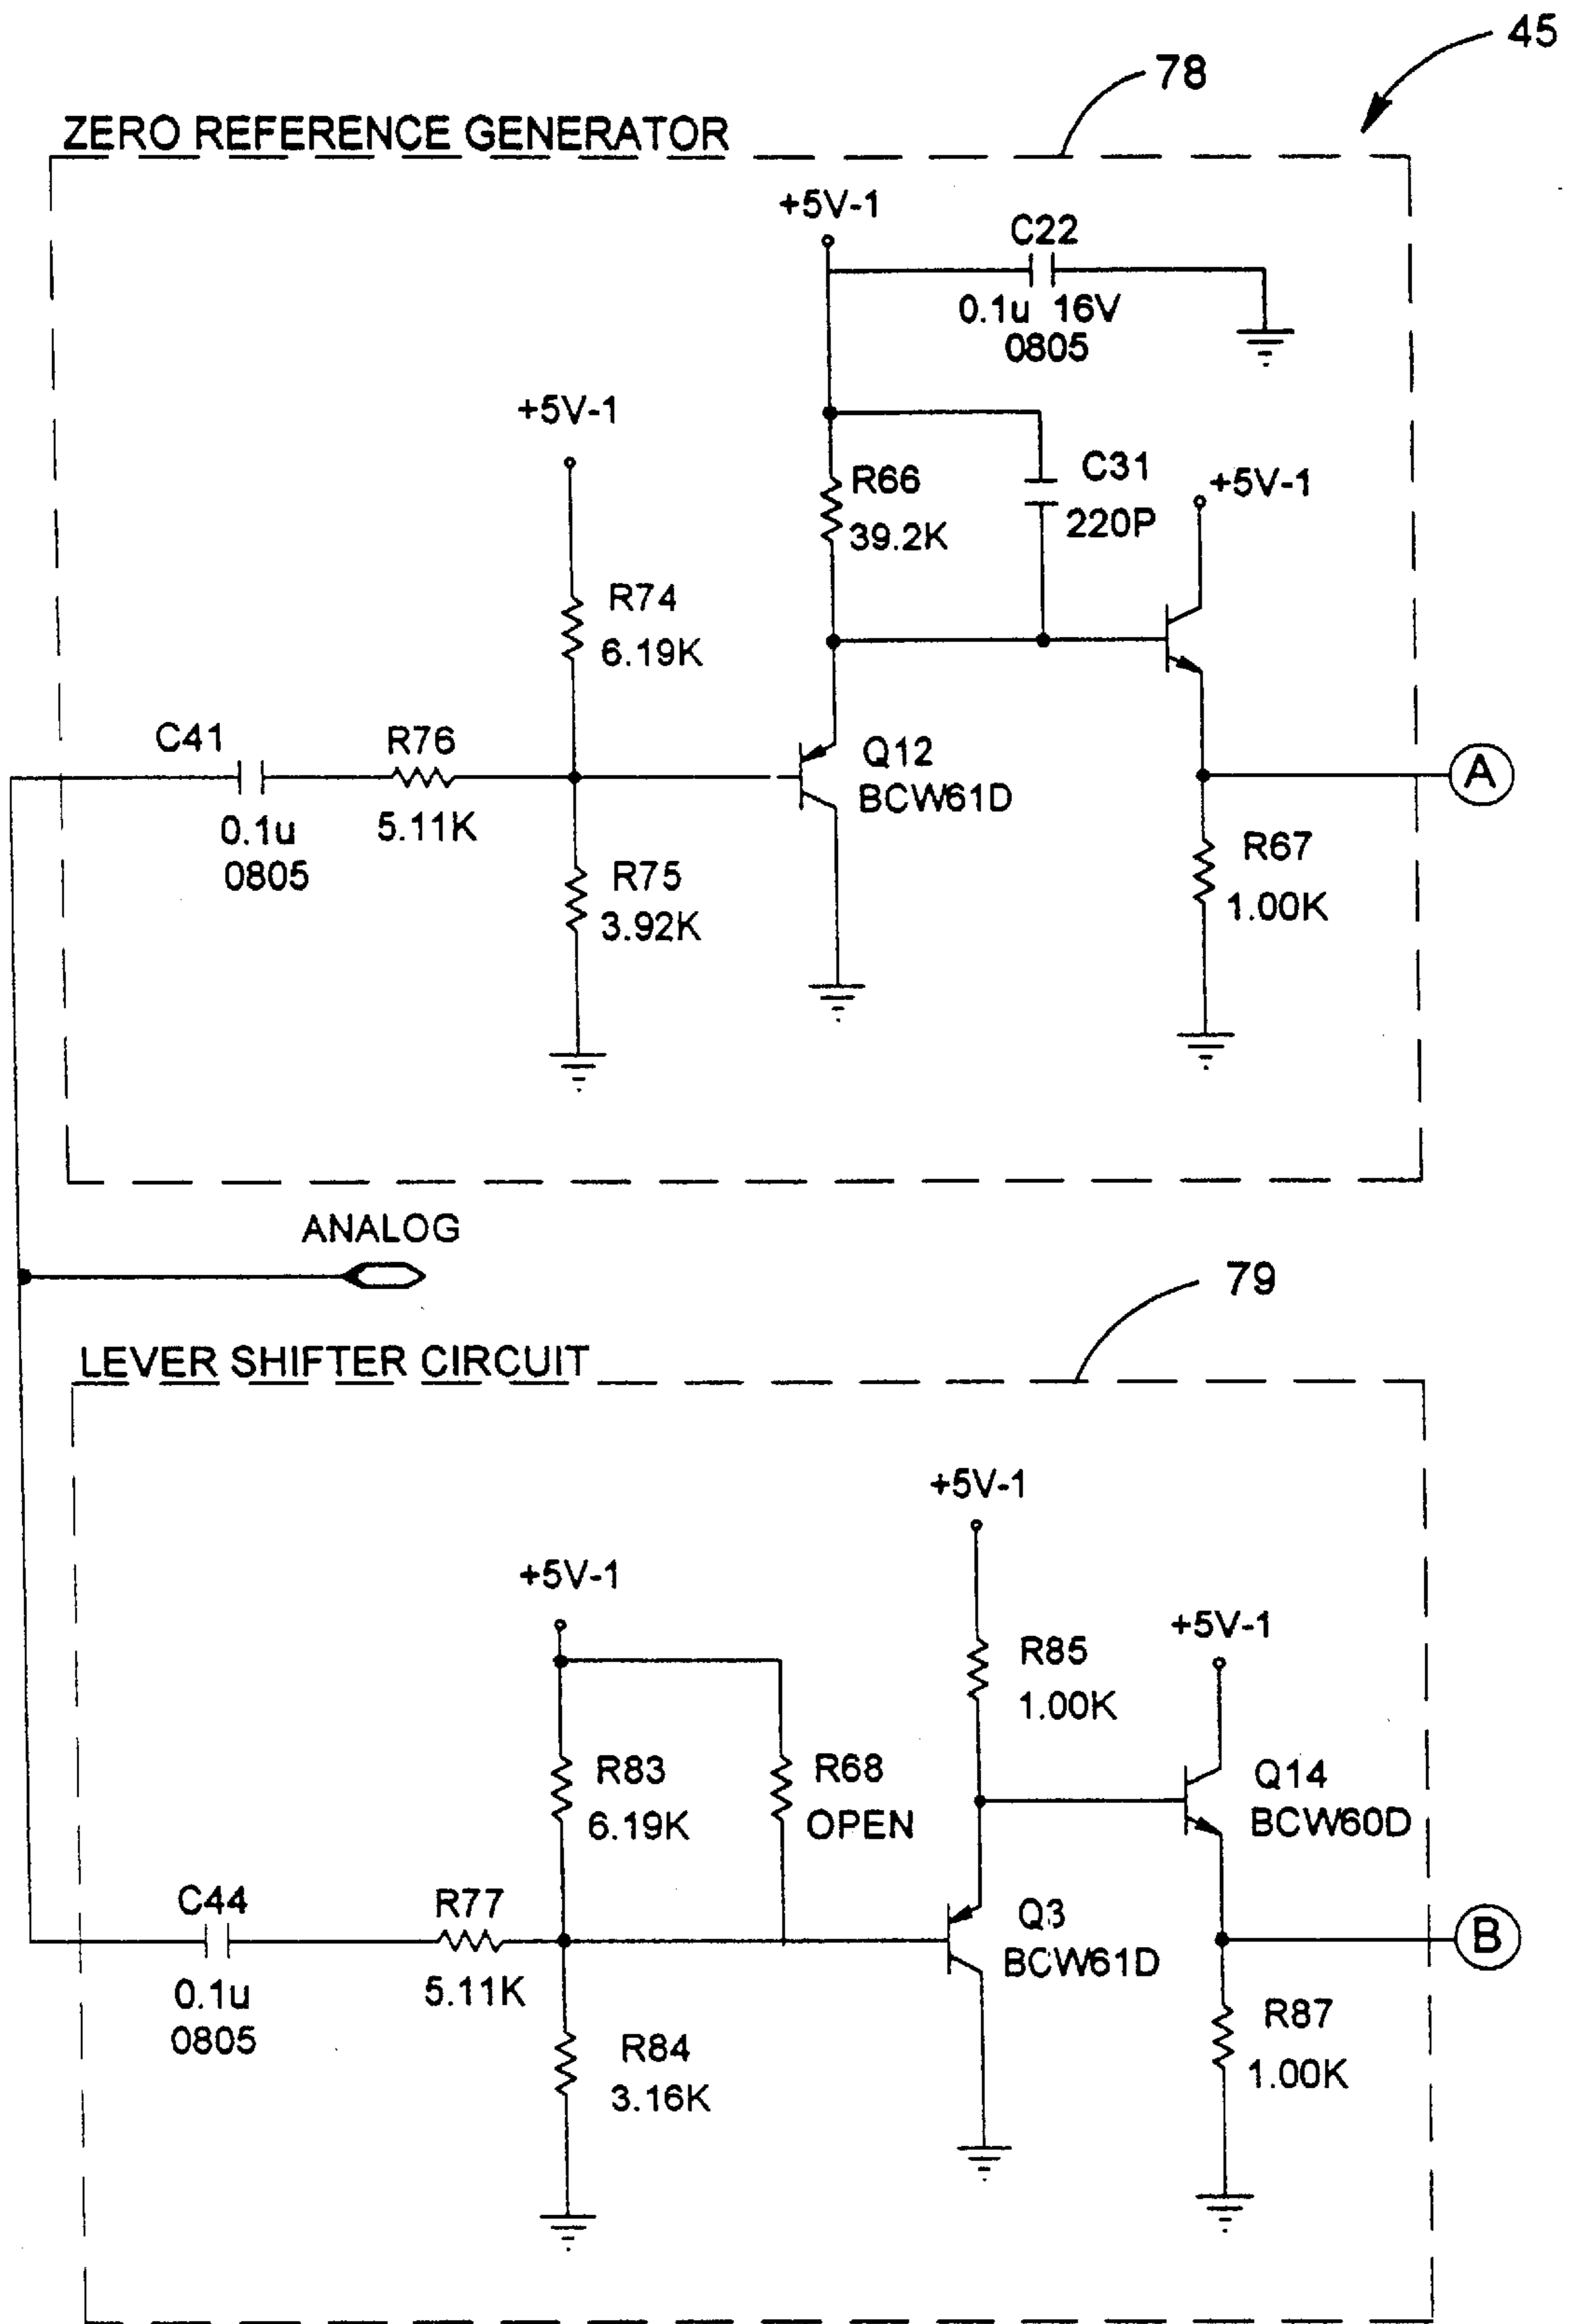 45
78
ZERO REFERENCE GENERATOR
+5V-1
C22
0.1u 16V
0805
+5V-1
R66
39.2K
C31
220P
+5V-1
R74
6.19K
C41
0.1u
0805
R76
5.11K
Q12
BCW61D
A
R75
3.92K
R67
1.00K
ANALOG
79
LEVER SHIFTER CIRCUIT
+5V-1
+5V-1
+5V-1
R85
1.00K
R83
6.19K
R68
OPEN
Q14
BCW60D
C44
0.1u
0805
R77
5.11K
Q3
BCW61D
B
R84
3.16K
R87
1.00K